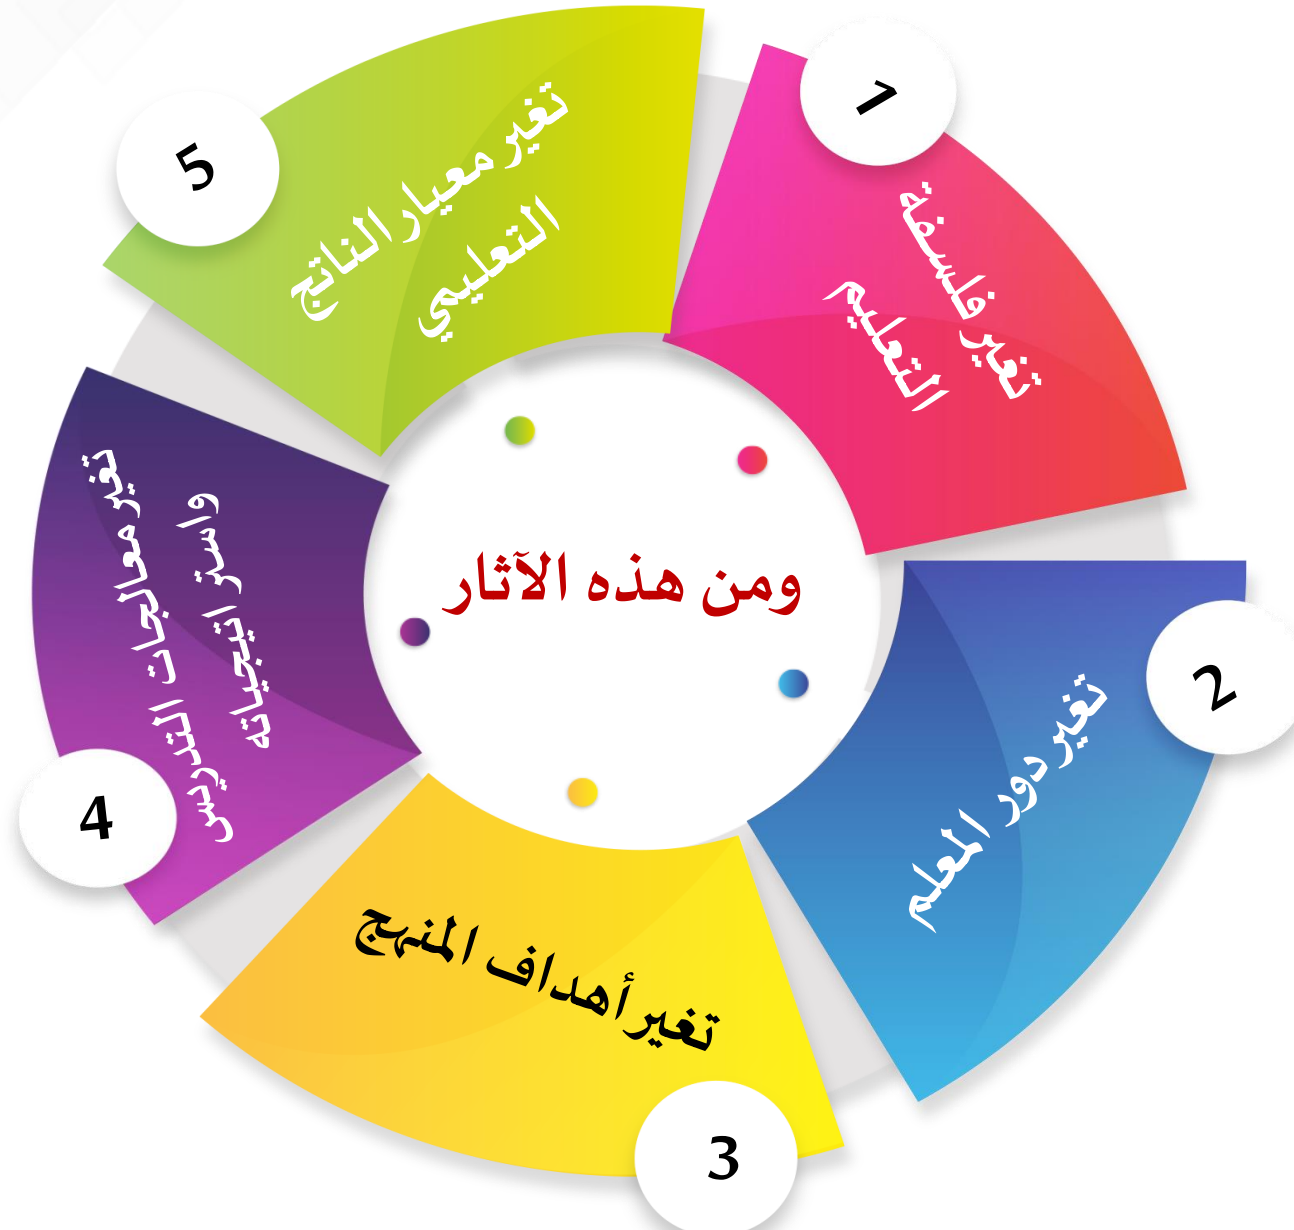 ومن هذه الآثار
1
تغير فلسفة
التعليم
2
تغير دور المعلم
3
تغير أهداف المنهج
4
تغير معالجات التدريس
واستراتيجياته
5
تغير معيار الناتج
التعليمي